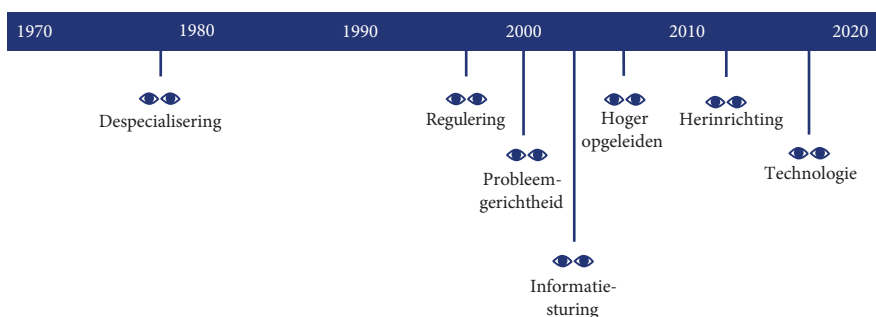 1970 1980 1990 2000 2010 2020
Despecialisering
Regulering
Probleem-
gerichtheid
Informatie-
sturing
Hoger
opgeleiden
Herinrichting
Technologie